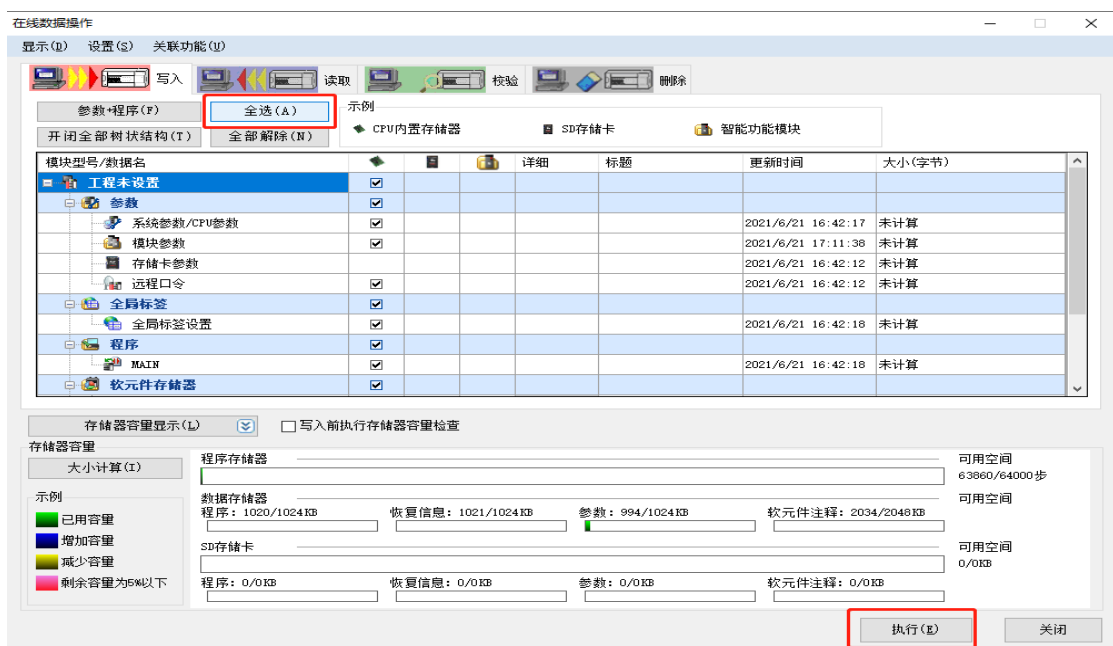 在线数据操作
显示(D) 设置(S) 关联功能(U)
写入 读取 校验 删除
参数+程序(F) 全选(A) 示例
开闭全部树状结构(T) 全部解除(N) CPU内置存储器 SD存储卡 智能功能模块
模块型号/数据名 详细 标题 更新时间 大小(字节)
工程未设置
参数
系统参数/CPU参数 2021/6/21 16:42:17 未计算
模块参数 2021/6/21 17:11:38 未计算
存储卡参数 2021/6/21 16:42:12 未计算
远程口令 2021/6/21 16:42:12 未计算
全局标签
全局标签设置 2021/6/21 16:42:18 未计算
程序
MAIN 2021/6/21 16:42:18 未计算
软元件存储器
存储器容量显示(L) 写入前执行存储器容量检查
存储器容量
大小计算(I) 程序存储器 可用空间
63860/64000步
示例 数据存储器 可用空间
已用容量 程序: 1020/1024KB 恢复信息: 1021/1024KB 参数: 994/1024KB 软元件注释: 2034/2048KB
增加容量 SD存储卡 可用空间
减少容量 0/0KB
剩余容量为5%以下 程序: 0/0KB 恢复信息: 0/0KB 参数: 0/0KB 软元件注释: 0/0KB
执行(E) 关闭